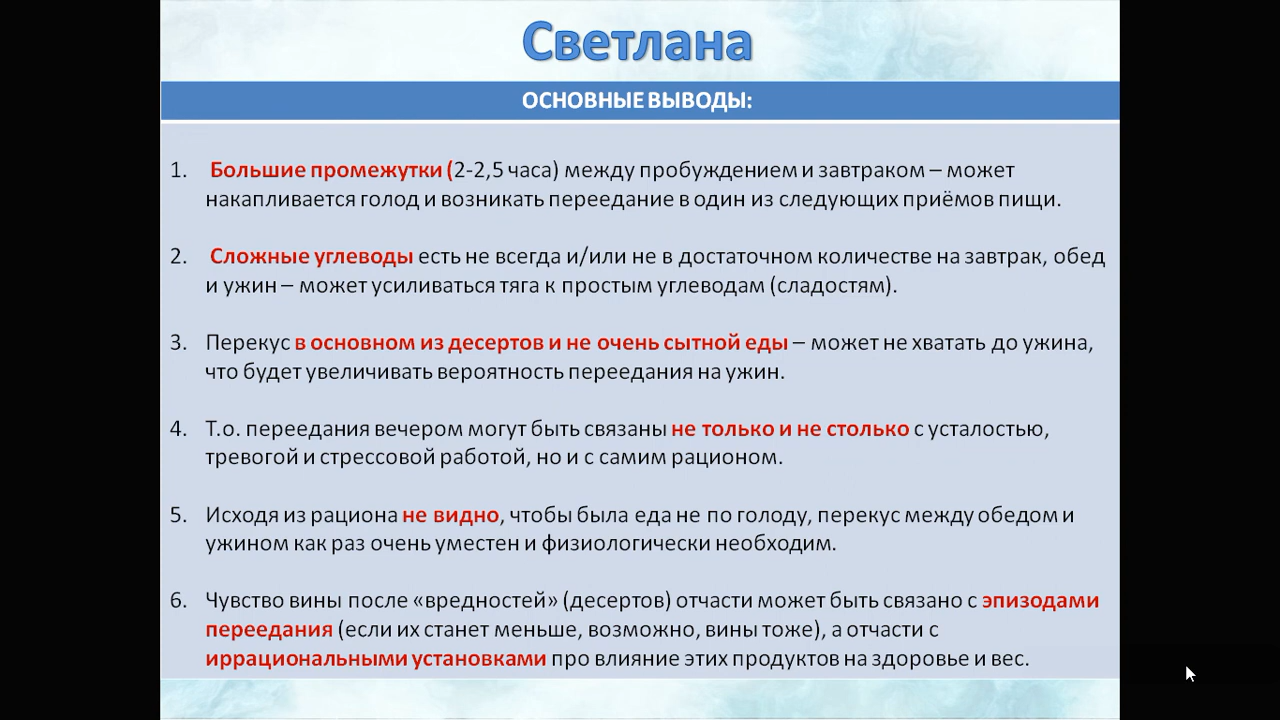 Светлана
ОСНОВНЫЕ ВЫВОДЫ:
1. Большие промежутки (2-2,5 часа) между пробуждением и завтраком – может
накапливается голод и возникать переедание в один из следующих приёмов пищи.
2. Сложные углеводы есть не всегда и/или не в достаточном количестве на завтрак, обед
и ужин – может усиливаться тяга к простым углеводам (сладостям).
3. Перекус в основном из десертов и не очень сытной еды – может не хватать до ужина,
что будет увеличивать вероятность переедания на ужин.
4. Т.о. переедания вечером могут быть связаны не только и не столько с усталостью,
тревогой и стрессовой работой, но и с самим рационом.
5. Исходя из рациона не видно, чтобы была еда не по голоду, перекус между обедом и
ужином как раз очень уместен и физиологически необходим.
6. Чувство вины после «вредностей» (десертов) отчасти может быть связано с эпизодами
переедания (если их станет меньше, возможно, вины тоже), а отчасти с
иррациональными установками про влияние этих продуктов на здоровье и вес.